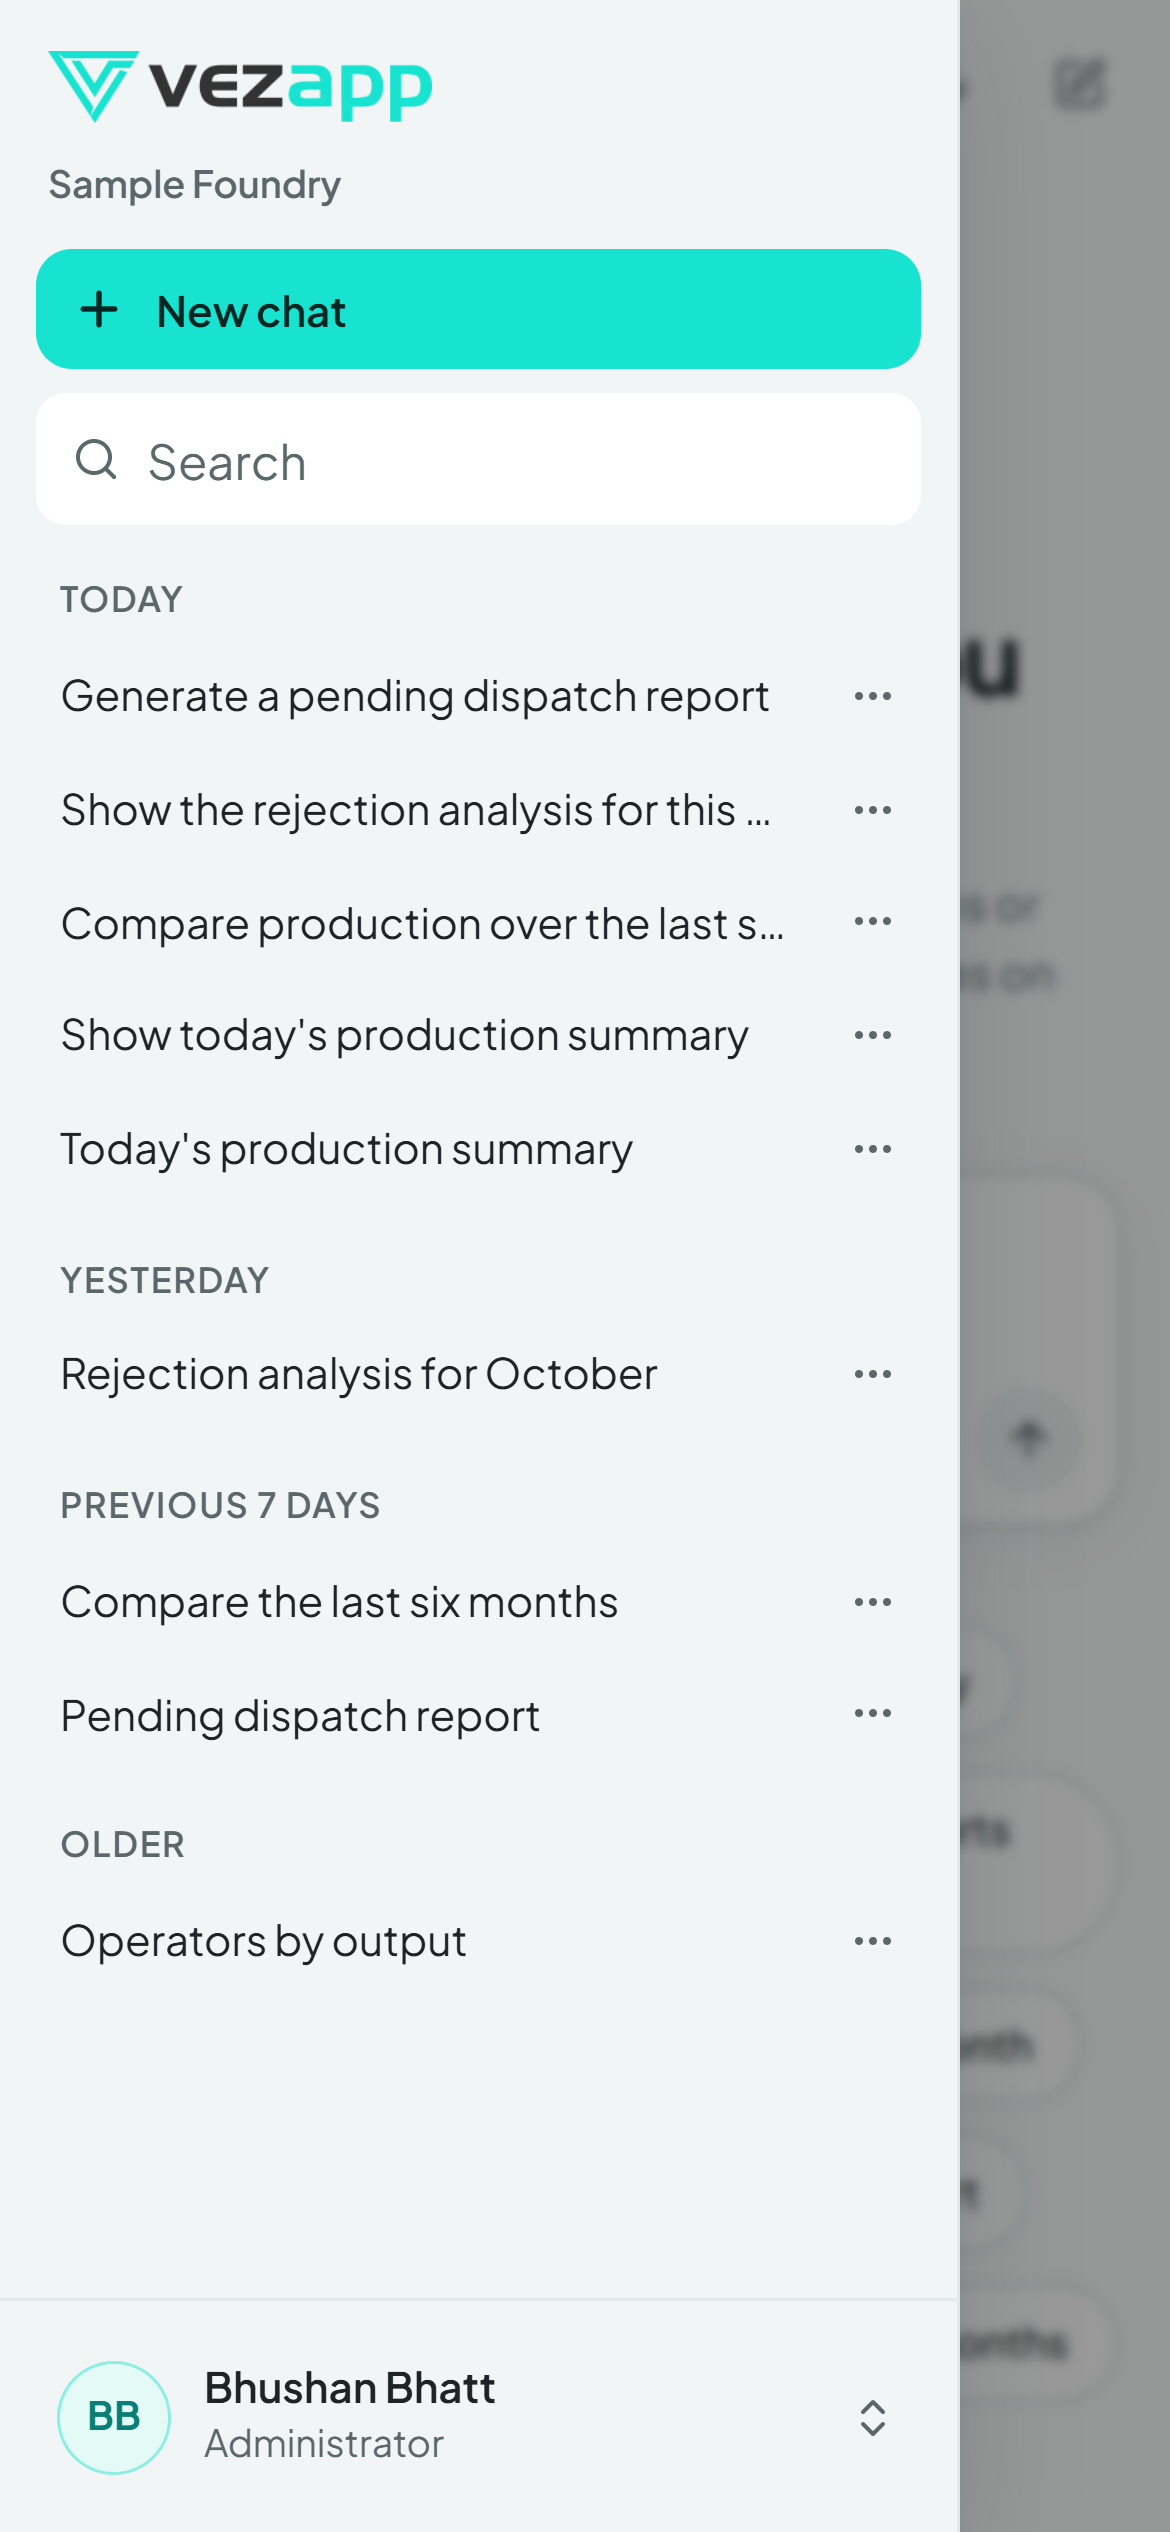 vezapp
Sample Foundry
New chat
Search
TODAY
Generate a pending dispatch report
Show the rejection analysis for this ...
Compare production over the last s...
Show today's production summary
Today's production summary
YESTERDAY
Rejection analysis for October
PREVIOUS 7 DAYS
Compare the last six months
Pending dispatch report
OLDER
Operators by output
BB
Bhushan Bhatt
Administrator